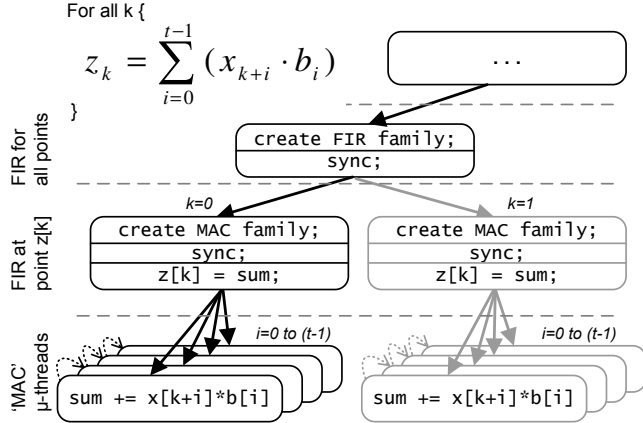 For all k {
z_k = \sum_{i=0}^{t-1} (x_{k+i} · b_i)
}
...
FIR for
all points
create FIR family;
sync;
k=0
k=1
FIR at
point z[k]
create MAC family;
sync;
z[k] = sum;
create MAC family;
sync;
z[k] = sum;
'MAC'
μ-threads
i=0 to (t-1)
i=0 to (t-1)
sum += x[k+i]*b[i]
sum += x[k+i]*b[i]